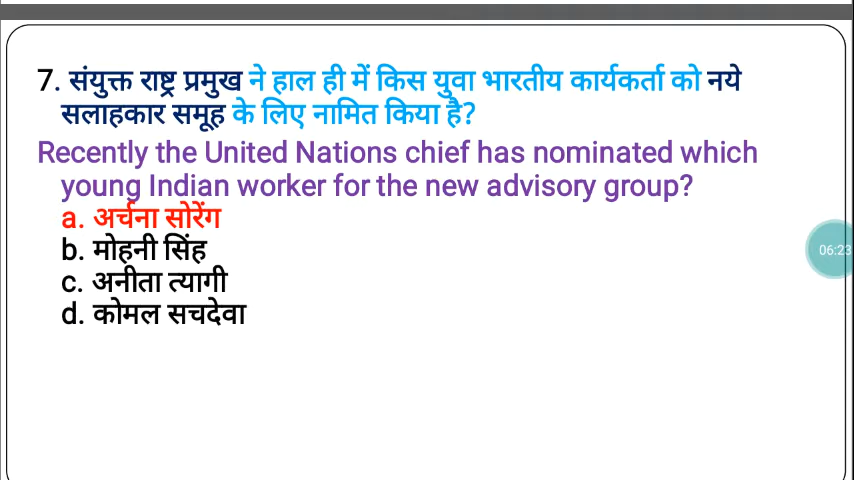 7. संयुक्त राष्ट्र प्रमुख ने हाल ही में किस युवा भारतीय कार्यकर्ता को नये
सलाहकार समूह के लिए नामित किया है?
Recently the United Nations chief has nominated which
young Indian worker for the new advisory group?
a. अर्चना सोरेंग
b. मोहनी सिंह
c. अनीता त्यागी
d. कोमल सचदेवा
06:23